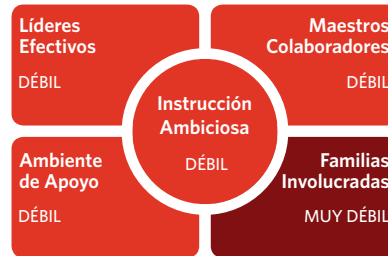 Líderes
Efectivos
DÉBIL
Maestros
Colaboradores
DÉBIL
Instrucción
Ambiciosa
DÉBIL
Ambiente
de Apoyo
DÉBIL
Familias
Involucradas
MUY DÉBIL